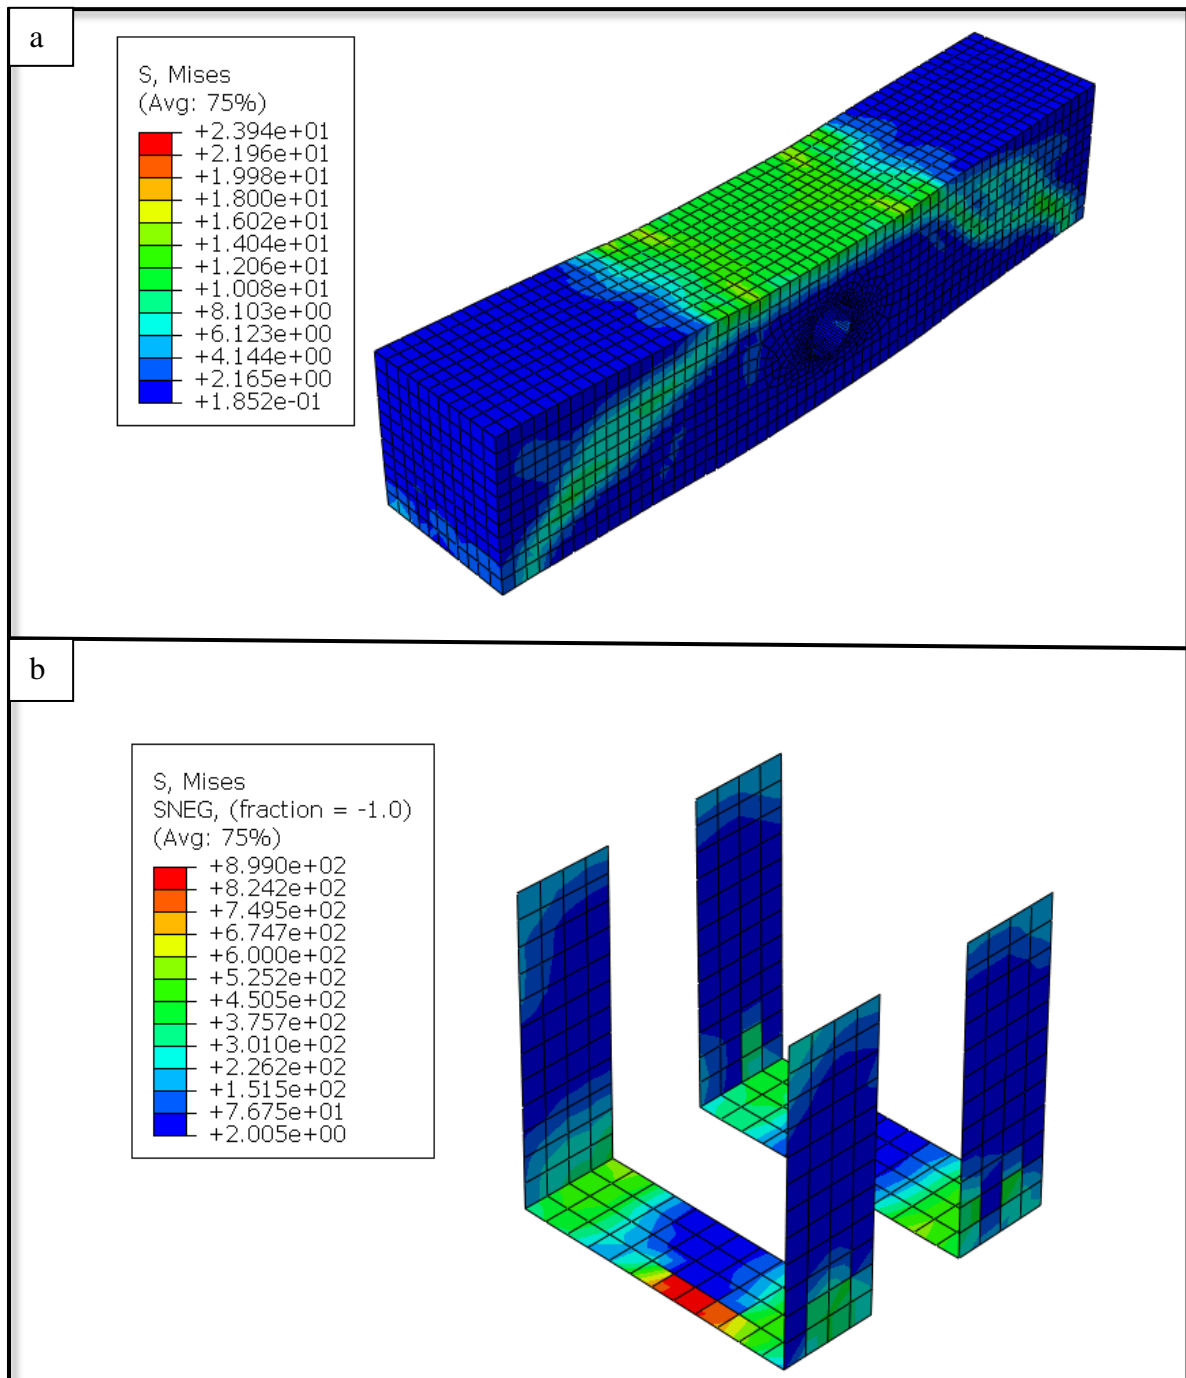 a
S, Mises
(Avg: 75%)
+2.394e+01
+2.196e+01
+1.998e+01
+1.800e+01
+1.602e+01
+1.404e+01
+1.206e+01
+1.008e+01
+8.103e+00
+6.123e+00
+4.144e+00
+2.165e+00
+1.852e-01
b
S, Mises
SNEG, (fraction = -1.0)
(Avg: 75%)
+8.990e+02
+8.242e+02
+7.495e+02
+6.747e+02
+6.000e+02
+5.252e+02
+4.505e+02
+3.757e+02
+3.010e+02
+2.262e+02
+1.515e+02
+7.675e+01
+2.005e+00